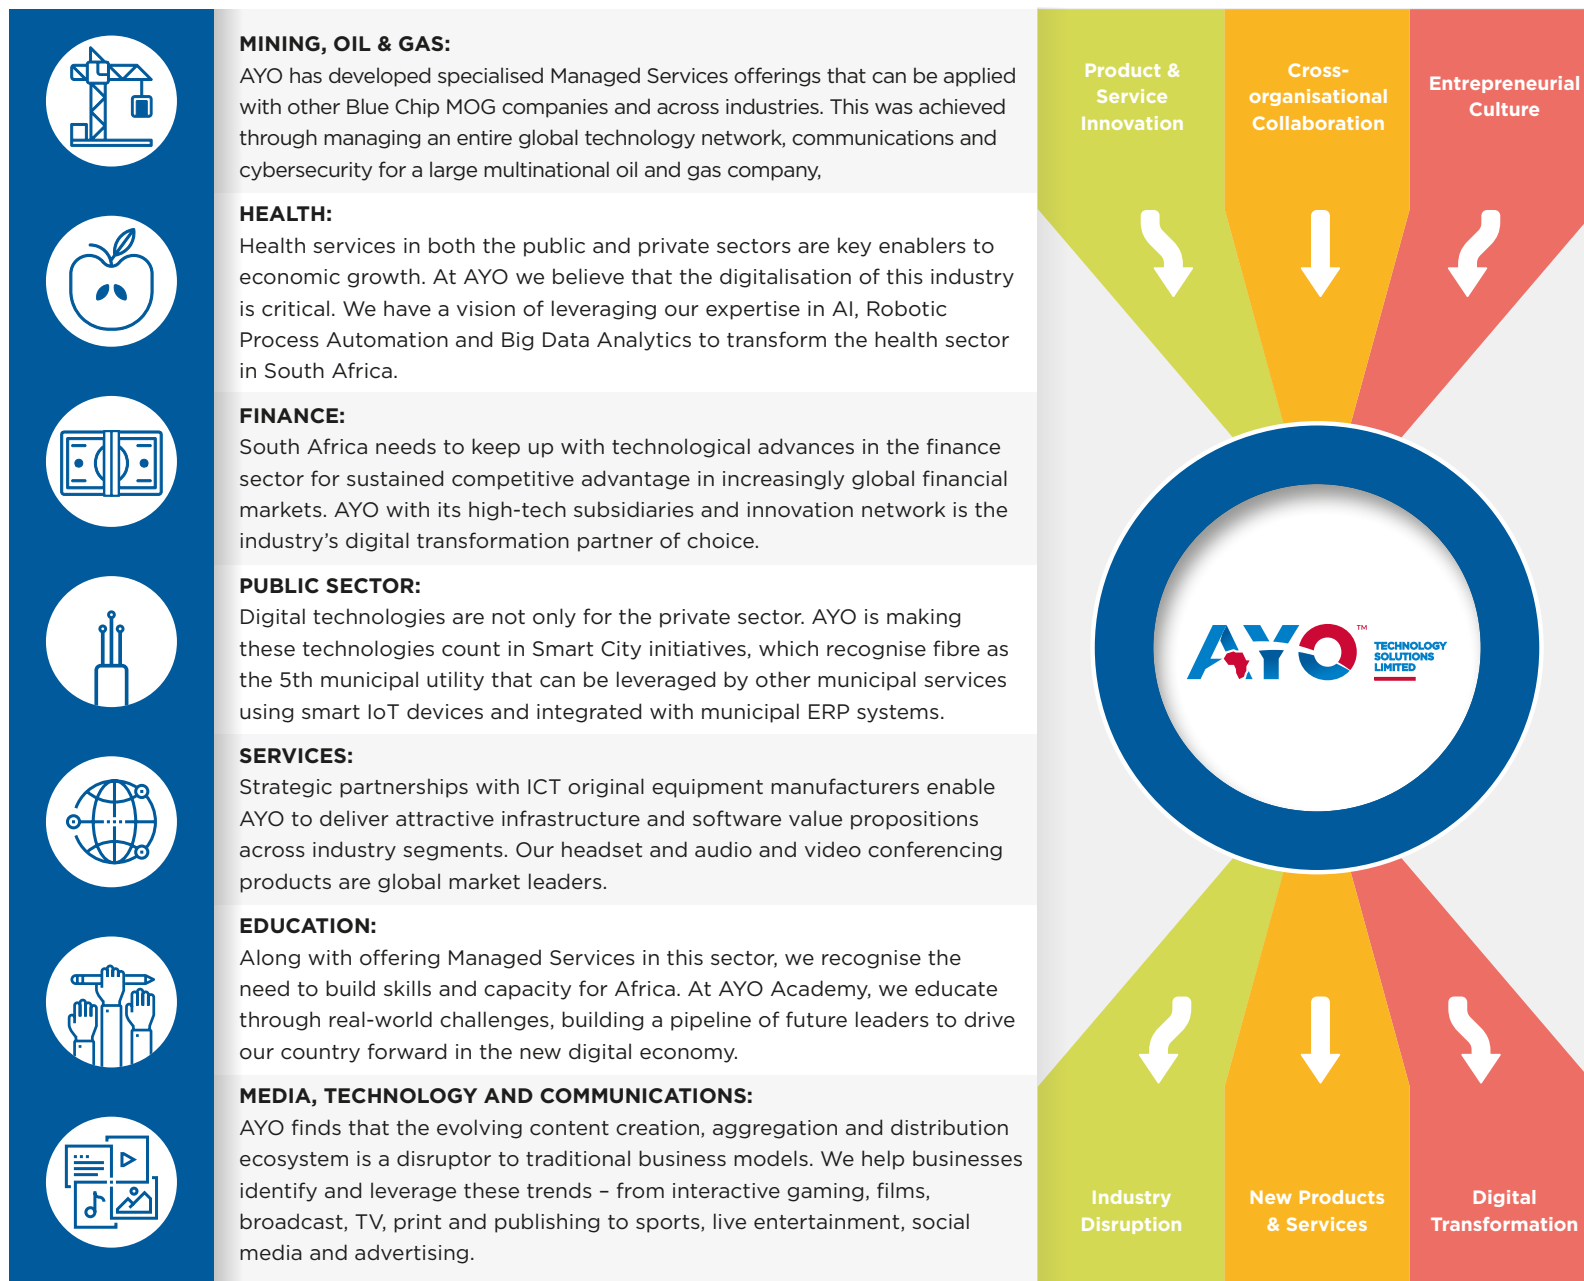 MINING, OIL & GAS:
AYO has developed specialised Managed Services offerings that can be applied
with other Blue Chip MOG companies and across industries. This was achieved
through managing an entire global technology network, communications and
cybersecurity for a large multinational oil and gas company,
HEALTH:
Health services in both the public and private sectors are key enablers to
economic growth. At AYO we believe that the digitalisation of this industry
is critical. We have a vision of leveraging our expertise in AI, Robotic
Process Automation and Big Data Analytics to transform the health sector
in South Africa.
FINANCE:
South Africa needs to keep up with technological advances in the finance
sector for sustained competitive advantage in increasingly global financial
markets. AYO with its high-tech subsidiaries and innovation network is the
industry’s digital transformation partner of choice.
PUBLIC SECTOR:
Digital technologies are not only for the private sector. AYO is making
these technologies count in Smart City initiatives, which recognise fibre as
the 5th municipal utility that can be leveraged by other municipal services
using smart IoT devices and integrated with municipal ERP systems.
SERVICES:
Strategic partnerships with ICT original equipment manufacturers enable
AYO to deliver attractive infrastructure and software value propositions
across industry segments. Our headset and audio and video conferencing
products are global market leaders.
EDUCATION:
Along with offering Managed Services in this sector, we recognise the
need to build skills and capacity for Africa. At AYO Academy, we educate
through real-world challenges, building a pipeline of future leaders to drive
our country forward in the new digital economy.
MEDIA, TECHNOLOGY AND COMMUNICATIONS:
AYO finds that the evolving content creation, aggregation and distribution
ecosystem is a disruptor to traditional business models. We help businesses
identify and leverage these trends – from interactive gaming, films,
broadcast, TV, print and publishing to sports, live entertainment, social
media and advertising.
Product &
Service
Innovation
Cross-
organisational
Collaboration
Entrepreneurial
Culture
AYO™
TECHNOLOGY
SOLUTIONS
LIMITED
Industry
Disruption
New Products
& Services
Digital
Transformation